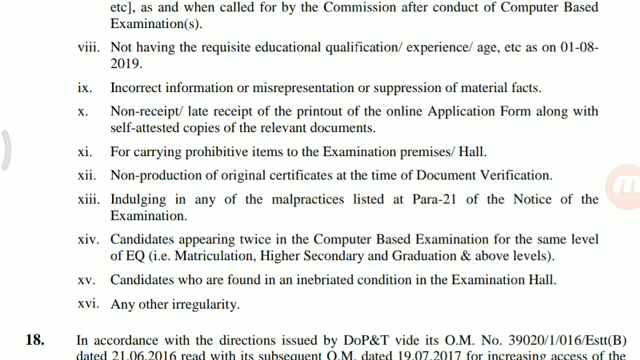 etc], as and when called for by the Commission after conduct of Computer Based
Examination(s).
viii. Not having the requisite educational qualification/ experience/ age, etc as on 01-08-
2019.
ix. Incorrect information or misrepresentation or suppression of material facts.
x. Non-receipt/ late receipt of the printout of the online Application Form along with
self-attested copies of the relevant documents.
xi. For carrying prohibitive items to the Examination premises/ Hall.
xii. Non-production of original certificates at the time of Document Verification.
xiii. Indulging in any of the malpractices listed at Para-21 of the Notice of the
Examination.
xiv. Candidates appearing twice in the Computer Based Examination for the same level
of EQ (i.e. Matriculation, Higher Secondary and Graduation & above levels).
xv. Candidates who are found in an inebriated condition in the Examination Hall.
xvi. Any other irregularity.
18. In accordance with the directions issued by DoP&T vide its O.M. No. 39020/1/016/Estt(B)
dated 21.06.2016 read with its subsequent O.M. dated 19.07.2017 for increasing access of the